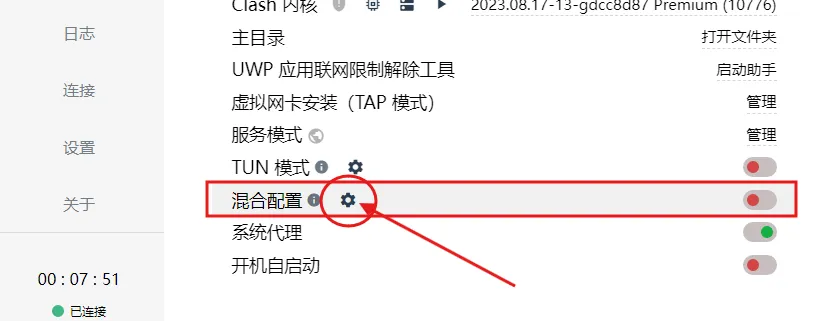 Clash 内核 2023.08.17-13-gdcc8d87 Premium (10776)
日志
主目录 打开文件夹
UWP 应用联网限制解除工具 启动助手
连接
虚拟网卡安装（TAP 模式） 管理
服务模式 管理
设置
TUN 模式
混合配置
关于
系统代理
开机自启动
00 : 07 : 51
已连接